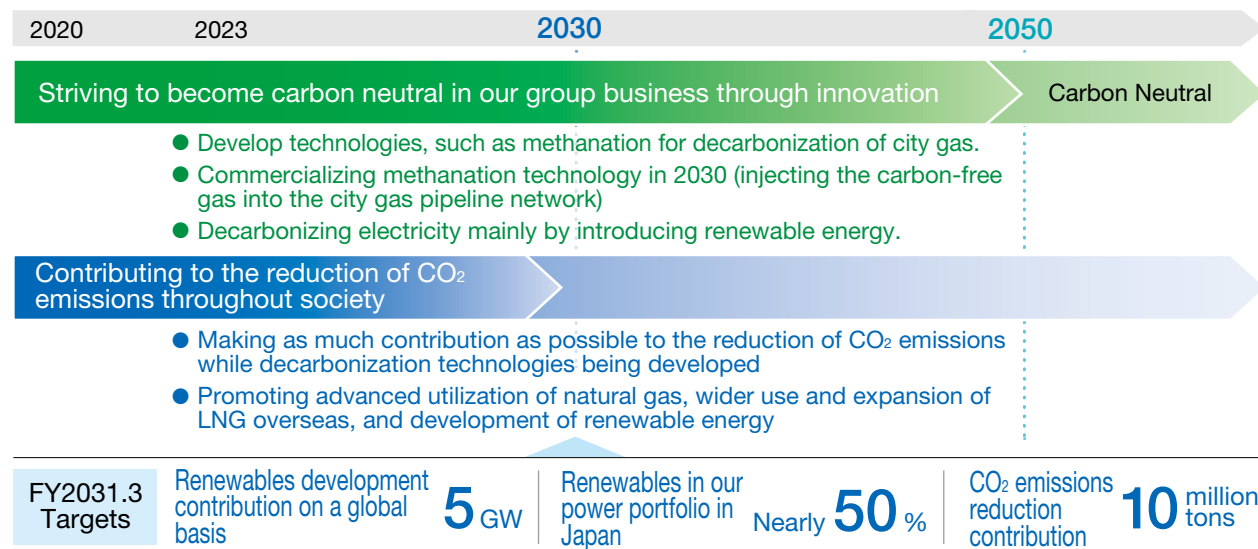 2020 2023 2030 2050
Striving to become carbon neutral in our group business through innovation
Carbon Neutral
● Develop technologies, such as methanation for decarbonization of city gas.
● Commercializing methanation technology in 2030 (injecting the carbon-free
gas into the city gas pipeline network)
● Decarbonizing electricity mainly by introducing renewable energy.
Contributing to the reduction of CO₂
emissions throughout society
● Making as much contribution as possible to the reduction of CO₂ emissions
while decarbonization technologies being developed
● Promoting advanced utilization of natural gas, wider use and expansion of
LNG overseas, and development of renewable energy
FY2031.3
Targets
Renewables development
contribution on a global
basis
5 GW
Renewables in our
power portfolio in
Japan
Nearly 50 %
CO₂ emissions
reduction
contribution
10 million
tons